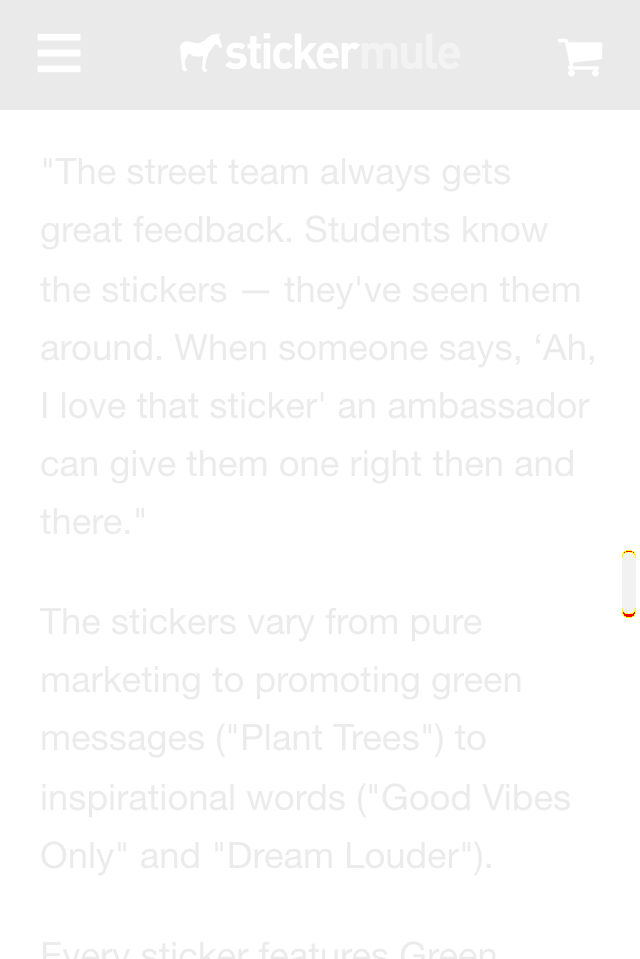 stickermule
"The street team always gets
great feedback. Students know
the stickers — they've seen them
around. When someone says, ‘Ah,
I love that sticker' an ambassador
can give them one right then and
there."
The stickers vary from pure
marketing to promoting green
messages ("Plant Trees") to
inspirational words ("Good Vibes
Only" and "Dream Louder").
Every sticker features Green